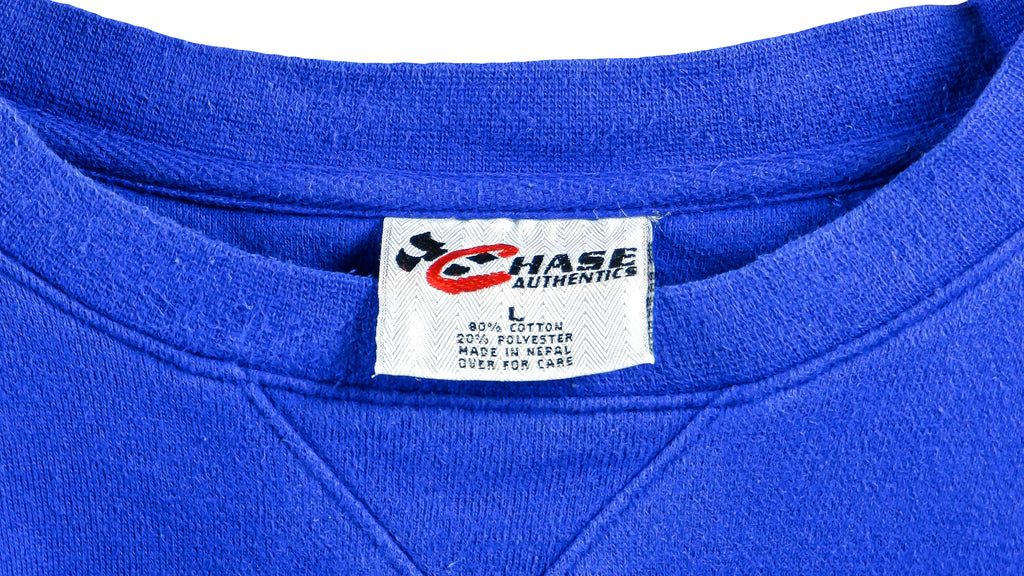 CHASE
AUTHENTICS
L
80% COTTON
20% POLYESTER
MADE IN NEPAL
OVER FOR CARE